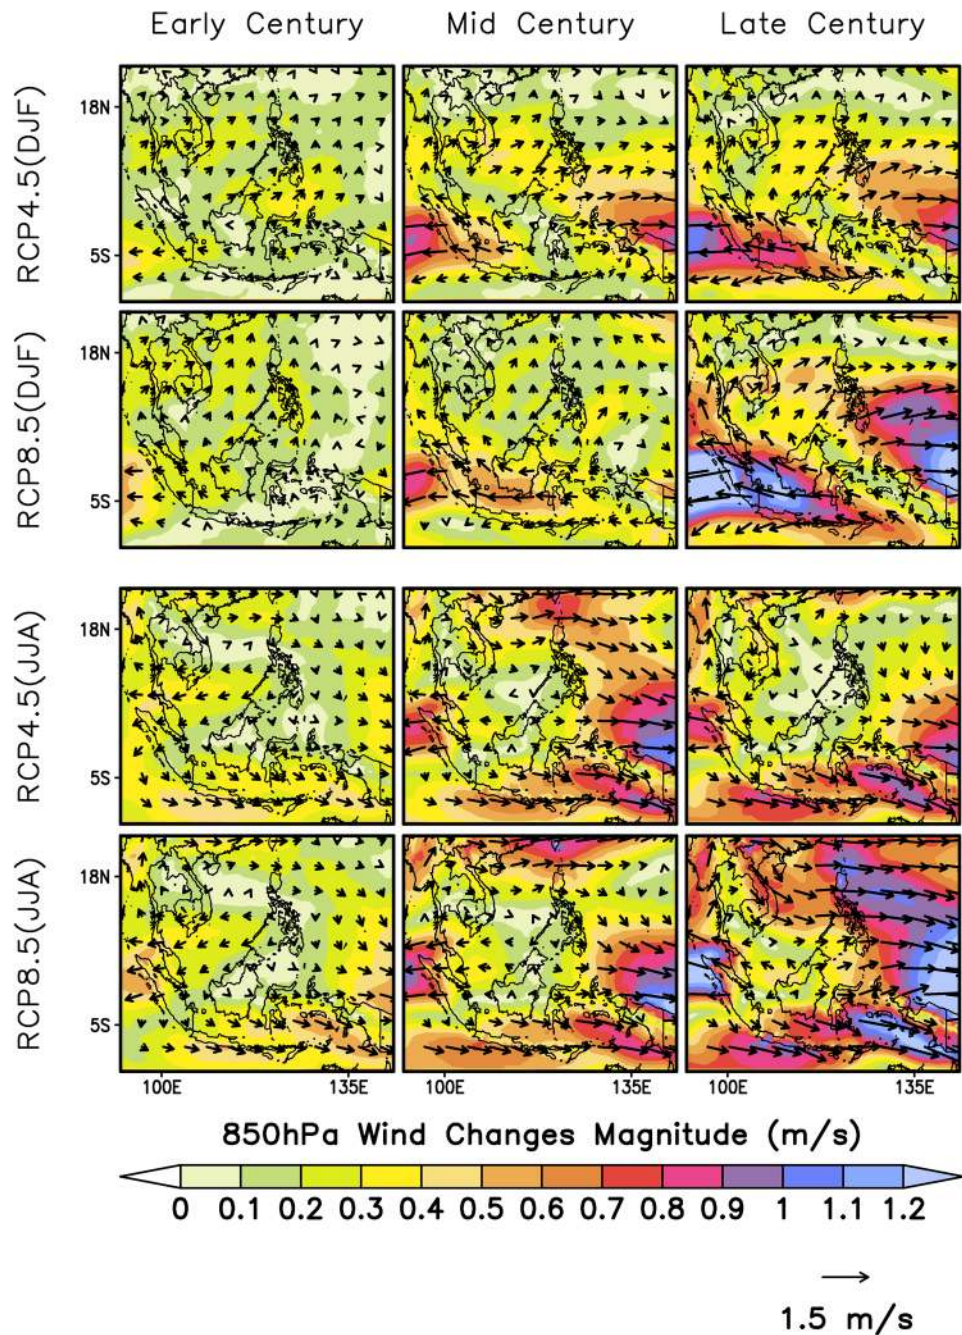 Early Century Mid Century Late Century
RCP4.5(DJF)
18N
5S
RCP8.5(DJF)
18N
5S
RCP4.5(JJA)
18N
5S
RCP8.5(JJA)
18N
5S
100E 135E 100E 135E 100E 135E
850hPa Wind Changes Magnitude (m/s)
0 0.1 0.2 0.3 0.4 0.5 0.6 0.7 0.8 0.9 1 1.1 1.2
1.5 m/s